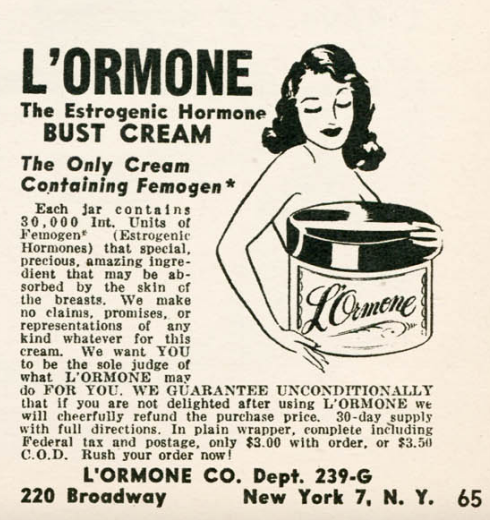 L'ORMONE
The Estrogenic Hormone
BUST CREAM
The Only Cream
Containing Femogen*
Each jar contains
30,000 Int. Units of
Femogen* (Estrogenic
Hormones) that special,
precious, amazing ingre-
dient that may be ab-
sorbed by the skin of
the breasts. We make
no claims, promises, or
representations of any
kind whatever for this
cream. We want YOU
to be the sole judge of
what L'ORMONE may
do FOR YOU. WE GUARANTEE UNCONDITIONALLY
that if you are not delighted after using L'ORMONE we
will cheerfully refund the purchase price. 30-day supply
with full directions. In plain wrapper, complete including
Federal tax and postage, only $3.00 with order, or $3.50
C.O.D. Rush your order now!
L'Ormone
L'ORMONE CO. Dept. 239-G
220 Broadway New York 7, N. Y. 65